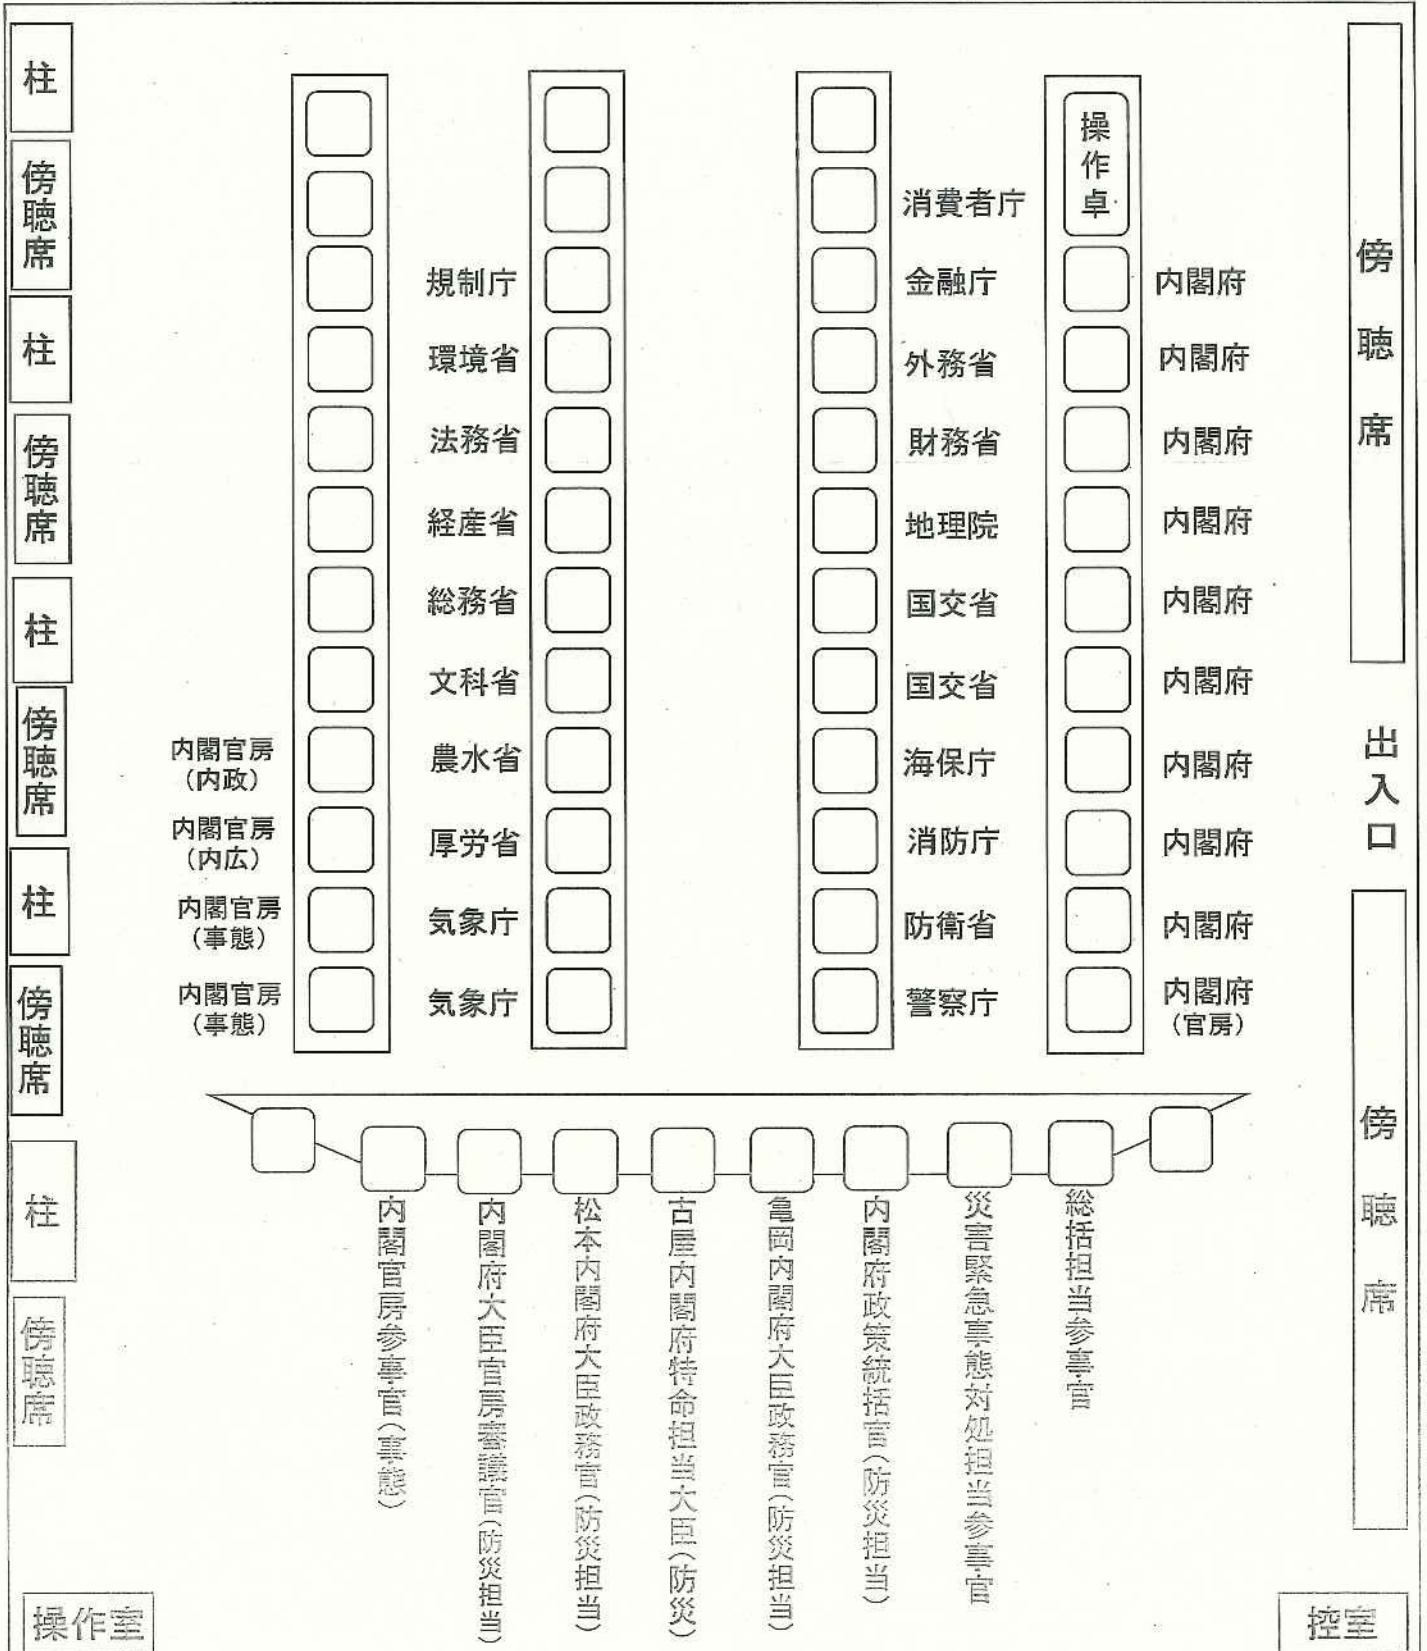 柱
傍聴席
柱
傍聴席
柱
傍聴席
柱
傍聴席
柱
傍聴席
操作室
内閣官房
（内政）
内閣官房
（内広）
内閣官房
（事態）
内閣官房
（事態）
規制庁
環境省
法務省
経産省
総務省
文科省
農水省
厚労省
気象庁
気象庁
消費者庁
金融庁
外務省
財務省
地理院
国交省
国交省
海保庁
消防庁
防衛省
警察庁
操作卓
内閣府
内閣府
内閣府
内閣府
内閣府
内閣府
内閣府
内閣府
内閣府
内閣府
（官房）
傍聴席
出入口
傍聴席
控室
内閣官房参事官（事態）
内閣府大臣官房審議官（防災担当）
松本内閣府大臣政務官（防災担当）
古屋内閣府特命担当大臣（防災）
亀岡内閣府大臣政務官（防災担当）
内閣府政策統括官（防災担当）
災害緊急事態対処担当参事官
総括担当参事官